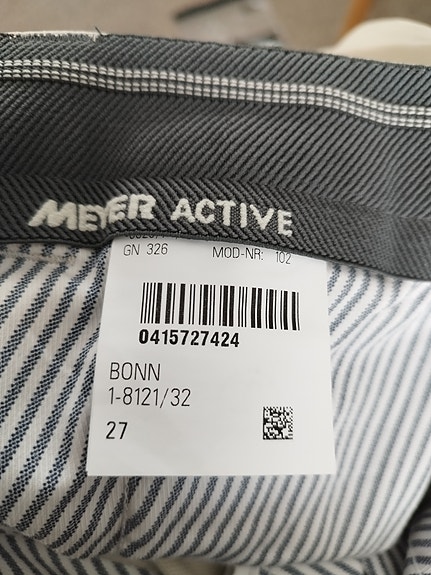 MEYER ACTIVE
GN 326 MOD-NR: 102
0415727424
BONN
1-8121/32
27